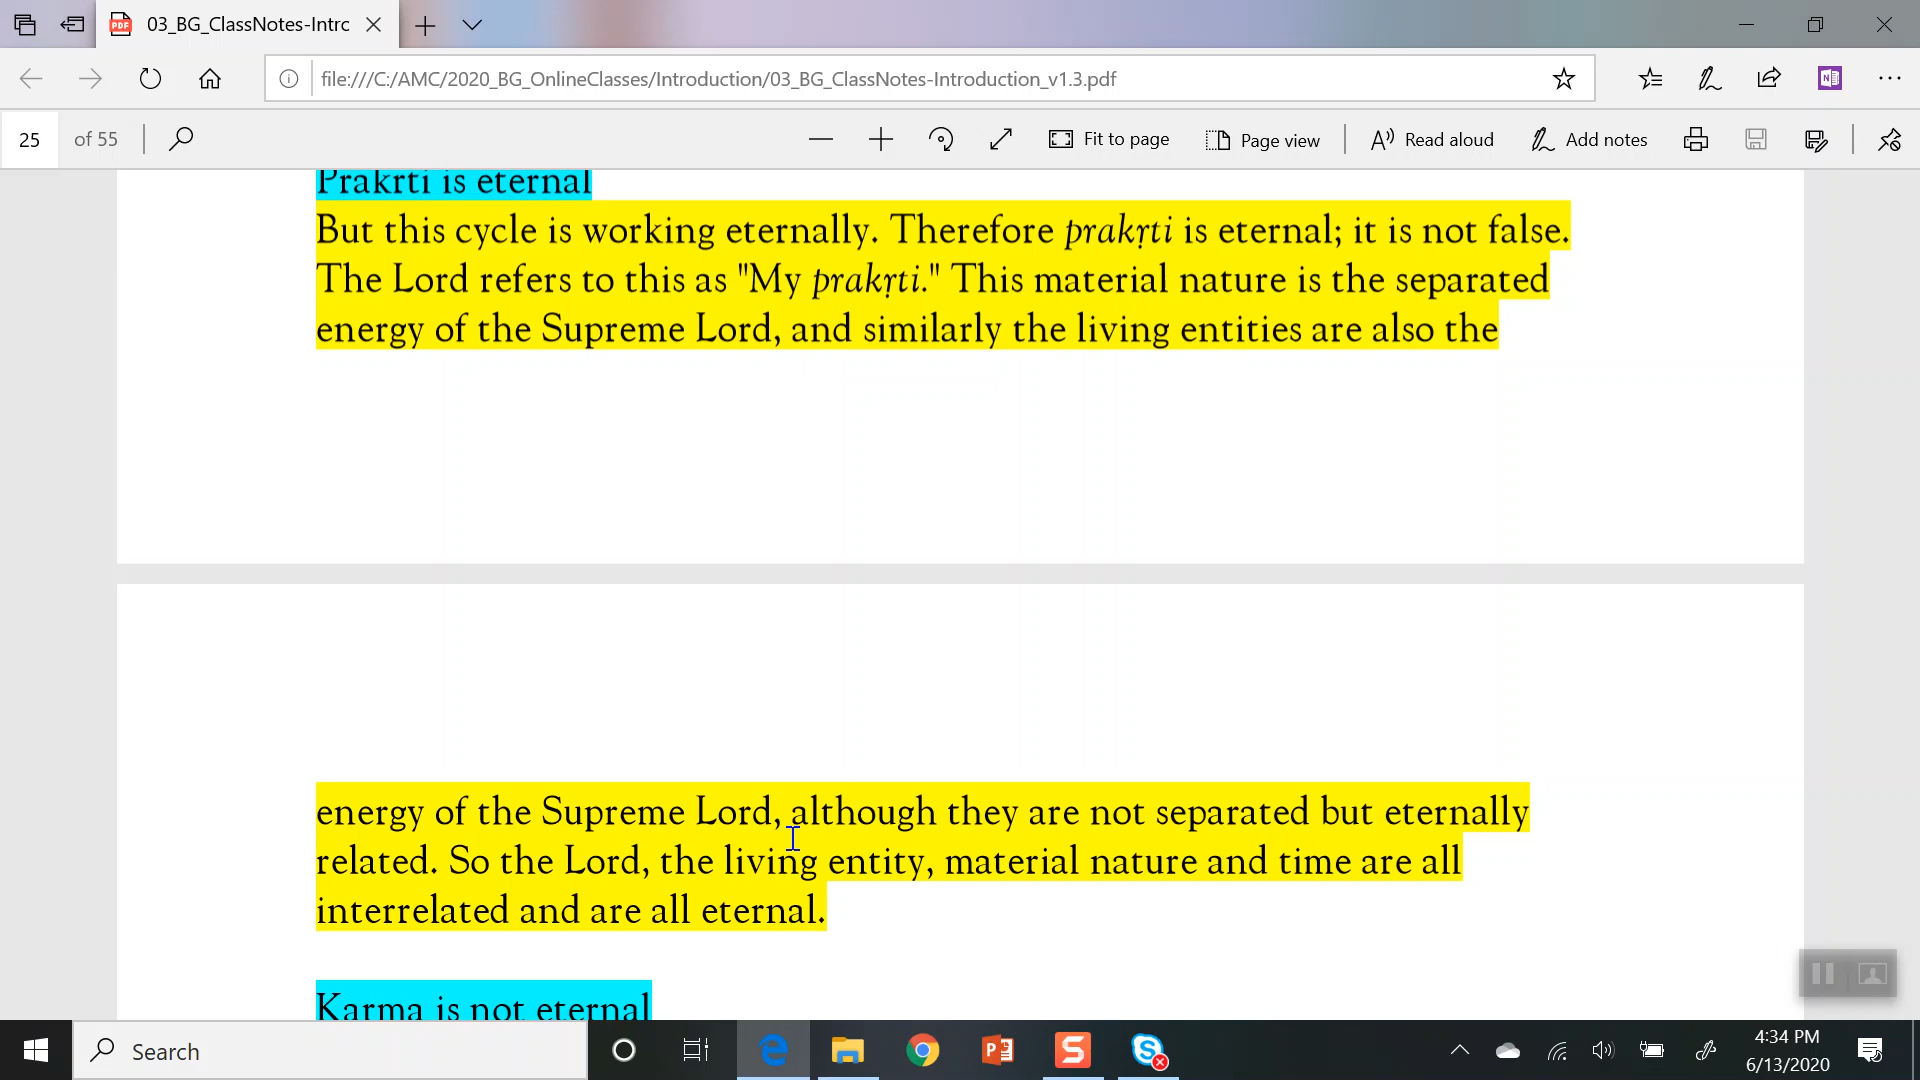 03_BG_ClassNotes-Intrc
file:///C:/AMC/2020_BG_OnlineClasses/Introduction/03_BG_ClassNotes-Introduction_v1.3.pdf
25 of 55
Fit to page
Page view
Read aloud
Add notes
Prakrti is eternal
But this cycle is working eternally. Therefore prakṛti is eternal; it is not false.
The Lord refers to this as "My prakṛti." This material nature is the separated
energy of the Supreme Lord, and similarly the living entities are also the
energy of the Supreme Lord, although they are not separated but eternally
related. So the Lord, the living entity, material nature and time are all
interrelated and are all eternal.
Karma is not eternal
Search
4:34 PM
6/13/2020